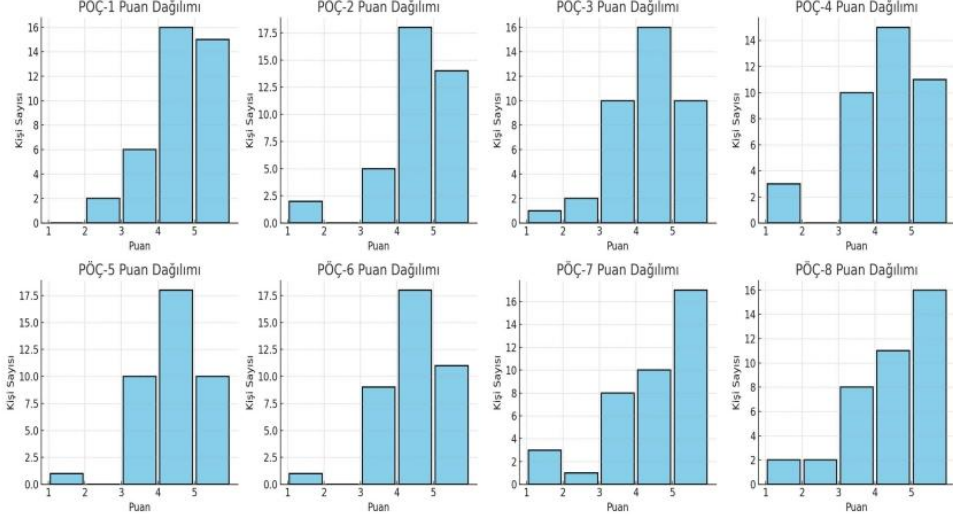 PÖÇ-1 Puan Dağılımı
16
14
12
10
8
6
4
2
0
Kişi Sayısı
1 2 3 4 5
Puan
PÖÇ-2 Puan Dağılımı
17.5
15.0
12.5
10.0
7.5
5.0
2.5
0.0
Kişi Sayısı
1 2 3 4 5
Puan
PÖÇ-3 Puan Dağılımı
16
14
12
10
8
6
4
2
0
Kişi Sayısı
1 2 3 4 5
Puan
PÖÇ-4 Puan Dağılımı
14
12
10
8
6
4
2
0
Kişi Sayısı
1 2 3 4 5
Puan
PÖÇ-5 Puan Dağılımı
17.5
15.0
12.5
10.0
7.5
5.0
2.5
0.0
Kişi Sayısı
1 2 3 4 5
Puan
PÖÇ-6 Puan Dağılımı
17.5
15.0
12.5
10.0
7.5
5.0
2.5
0.0
Kişi Sayısı
1 2 3 4 5
Puan
PÖÇ-7 Puan Dağılımı
16
14
12
10
8
6
4
2
0
Kişi Sayısı
1 2 3 4 5
Puan
PÖÇ-8 Puan Dağılımı
16
14
12
10
8
6
4
2
0
Kişi Sayısı
1 2 3 4 5
Puan